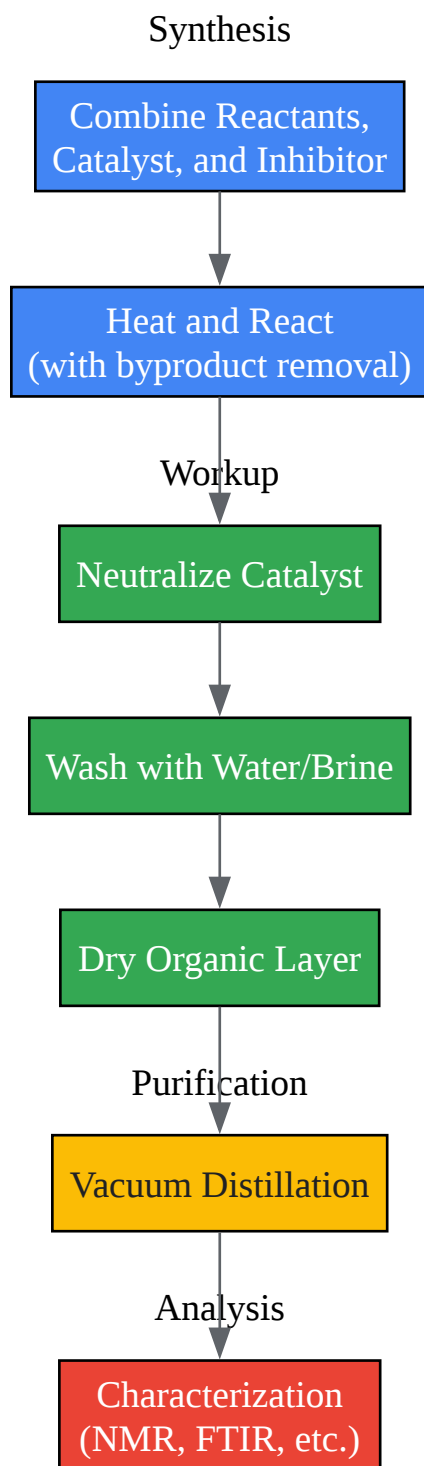 Synthesis
Combine Reactants,
Catalyst, and Inhibitor
Heat and React
(with byproduct removal)
Workup
Neutralize Catalyst
Wash with Water/Brine
Dry Organic Layer
Purification
Vacuum Distillation
Analysis
Characterization
(NMR, FTIR, etc.)